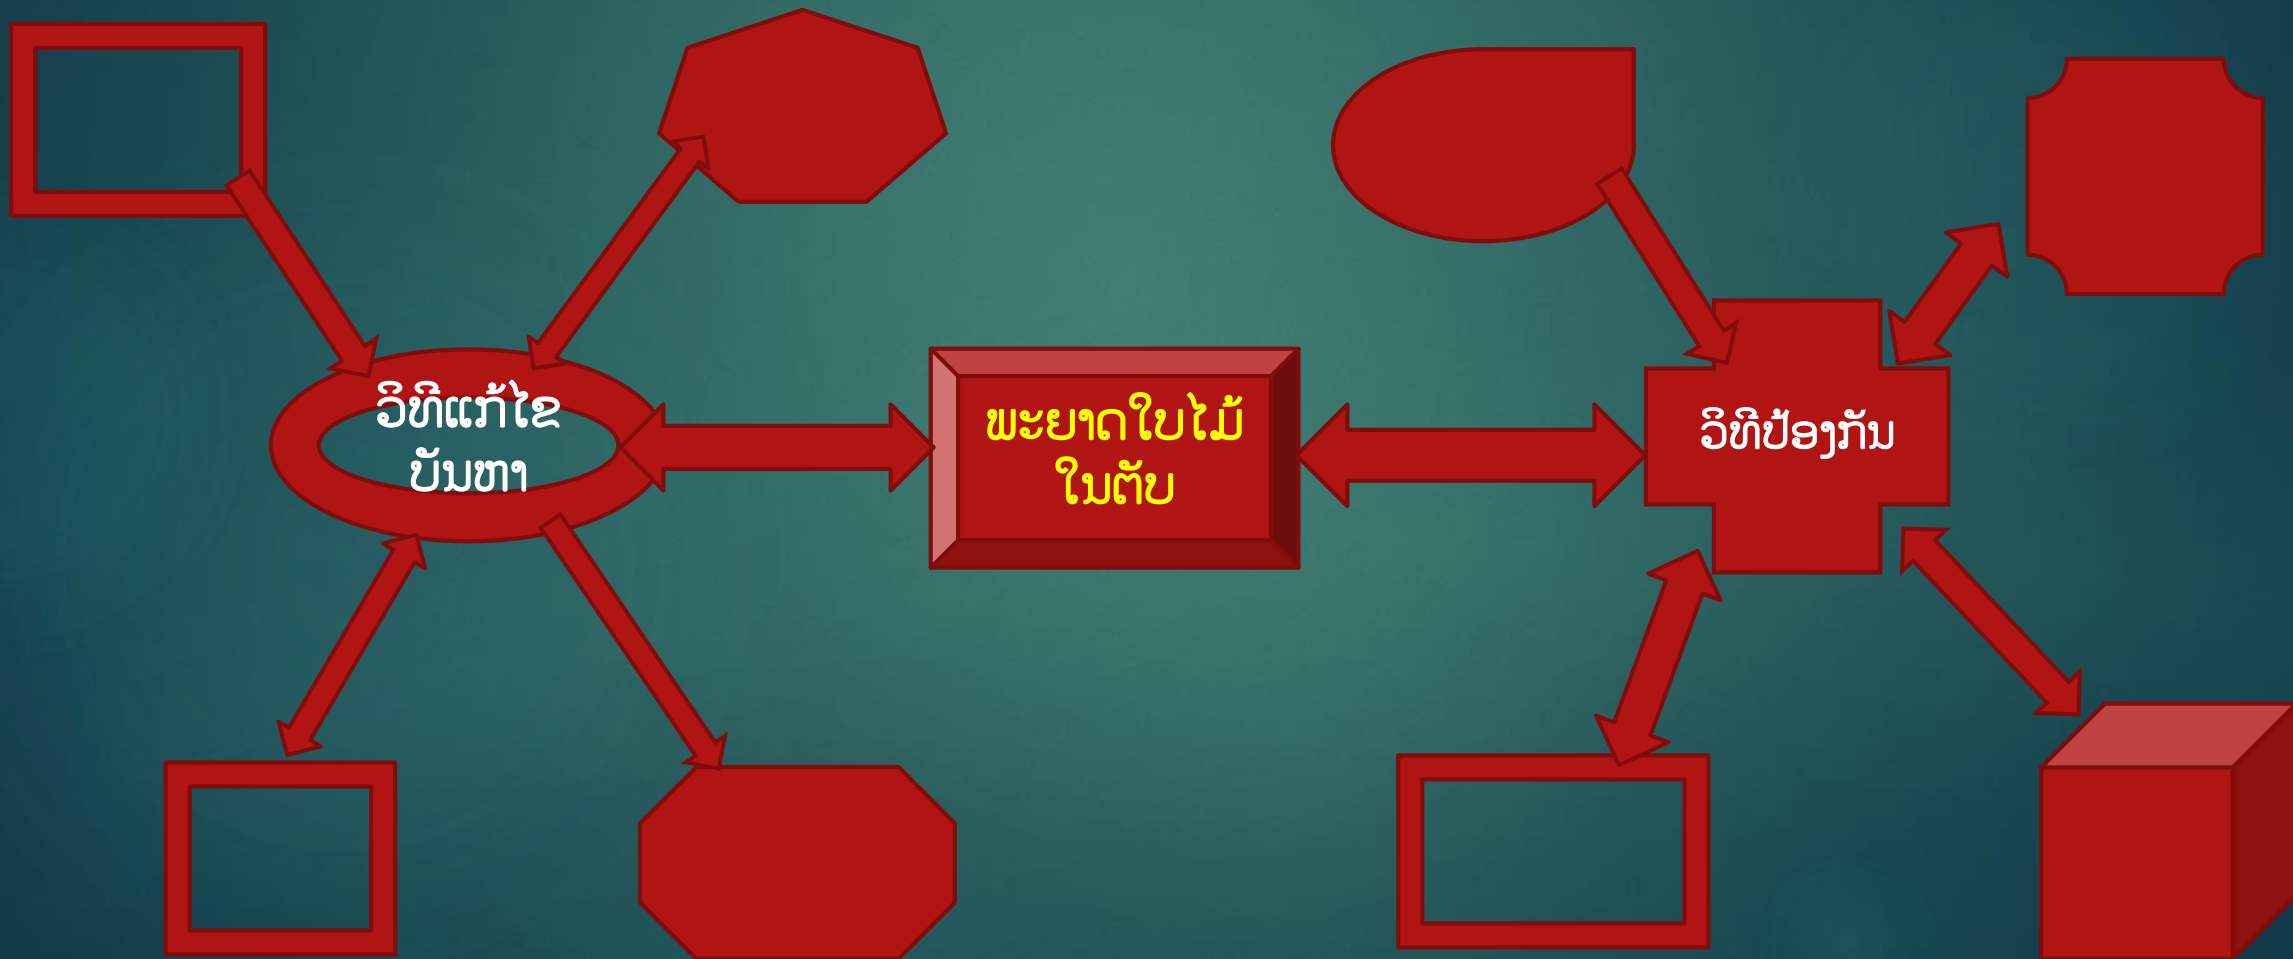 ວິທີແກ້ໄຂ
ບັນຫາ
ພະຍາດໃບໄມ້
ໃນຕັບ
ວິທີປ້ອງກັນ